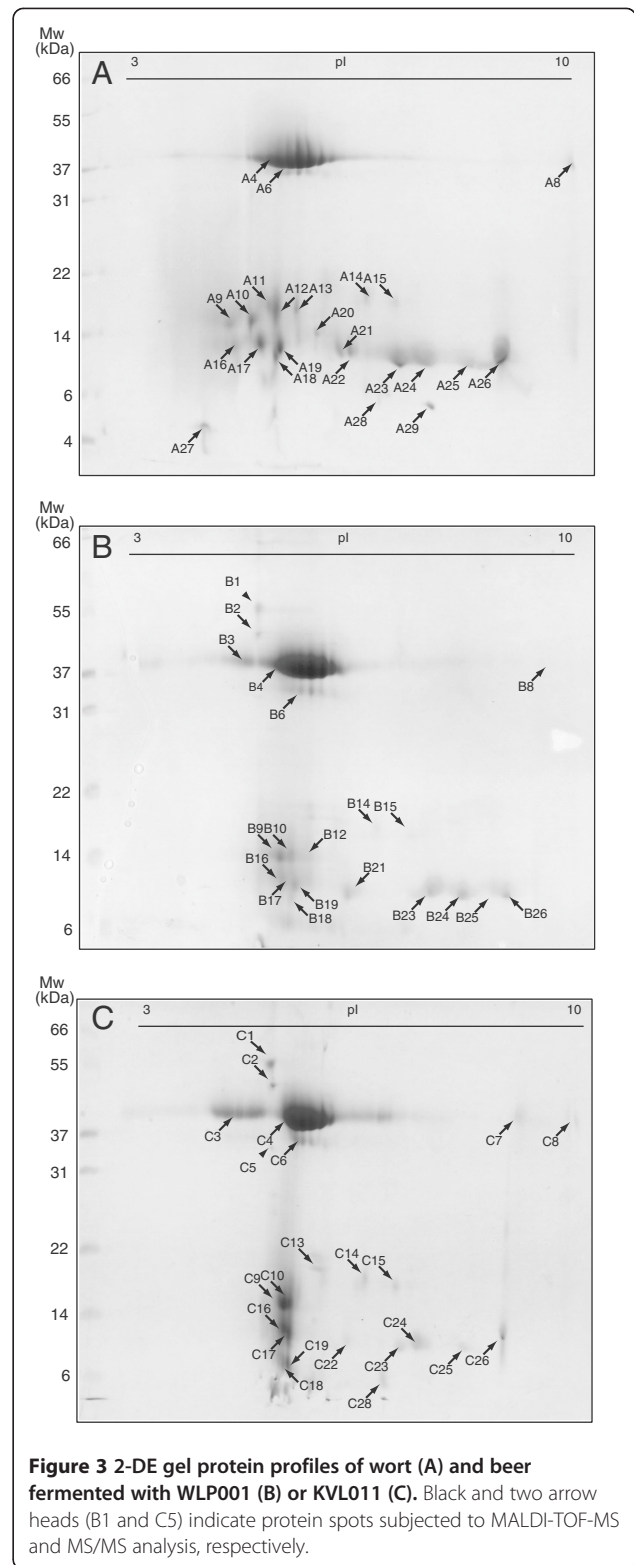 Mw
(kDa)
A
3 pI 10
66
55
37
31
22
14
6
4
A4
A6
A8
A11
A10
A9
A12 A13
A14 A15
A20
A21
A16
A17
A19
A18
A22
A23
A24
A25
A26
A28
A29
A27
Mw
(kDa)
B
3 pI 10
66
55
37
31
22
14
6
B1
B2
B3
B4
B6
B8
B14 B15
B9 B10
B12
B16
B21
B17
B19
B18
B23
B24
B25
B26
Mw
(kDa)
C
3 pI 10
66
55
37
31
22
14
6
C1
C2
C3
C4
C5
C6
C7
C8
C13
C14
C15
C9 C10
C16
C24
C17
C19
C22
C23
C25
C26
C18
C28
Figure 3 2-DE gel protein profiles of wort (A) and beer
fermented with WLP001 (B) or KVL011 (C). Black and two arrow
heads (B1 and C5) indicate protein spots subjected to MALDI-TOF-MS
and MS/MS analysis, respectively.